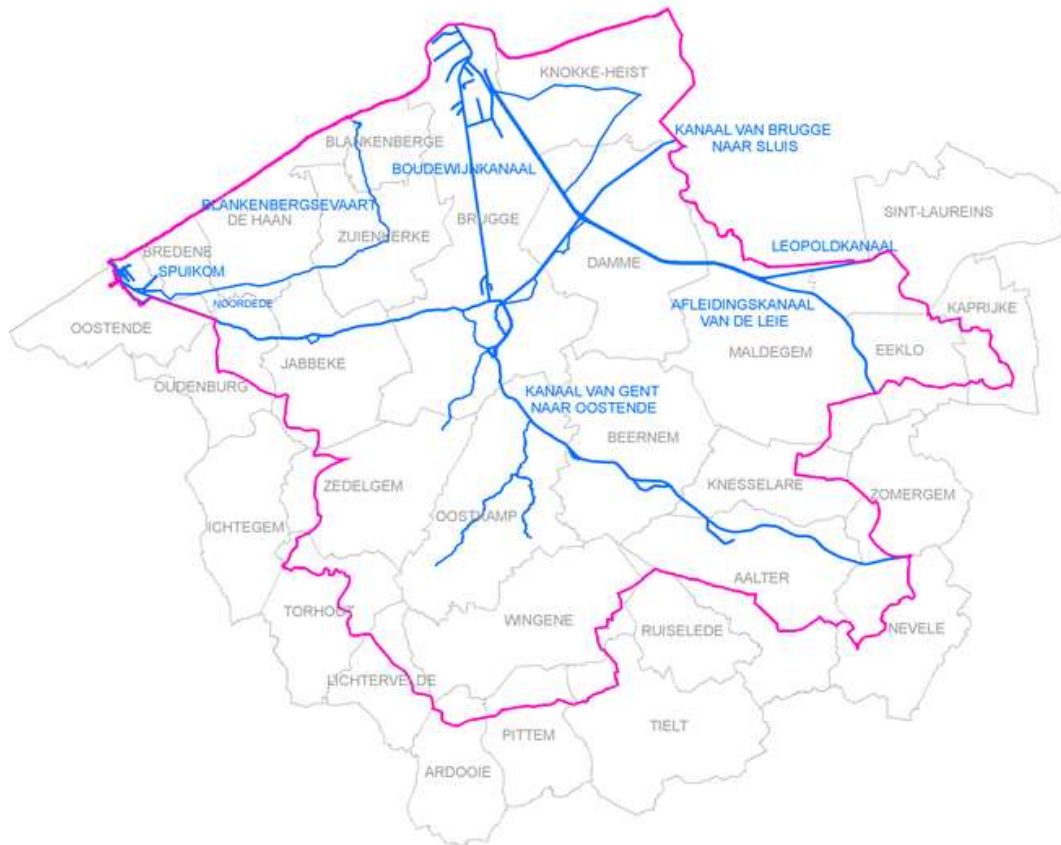 KNOKKE-HEIST
KANAAL VAN BRUGGE
NAAR SLUIS
BLANKENBERGE
BOUDEWIJNKANAAL
BLANKENBERGSEVAART
DE HAAN
BRUGGE
ZUIENKERKE
SINT-LAUREINS
LEOPOLDKANAAL
BREDENE
SPUIKOM
DAMME
NOORDEDE
AFLEIDINGSKANAAL
VAN DE LEIE
KAPRIJKE
OOSTENDE
MALDEGEM
EEKLO
JABBEKE
OUDENBURG
KANAAL VAN GENT
NAAR OOSTENDE
BEERNEM
ZEDELGEM
KNESSELARE
ZOMERGEM
OOSTKAMP
ICHTEGEM
AALTER
TORHOUT
WINGENE
RUISELEDE
NEVELE
LICHTERVELDE
TIELT
PITTEM
ARDOOIE